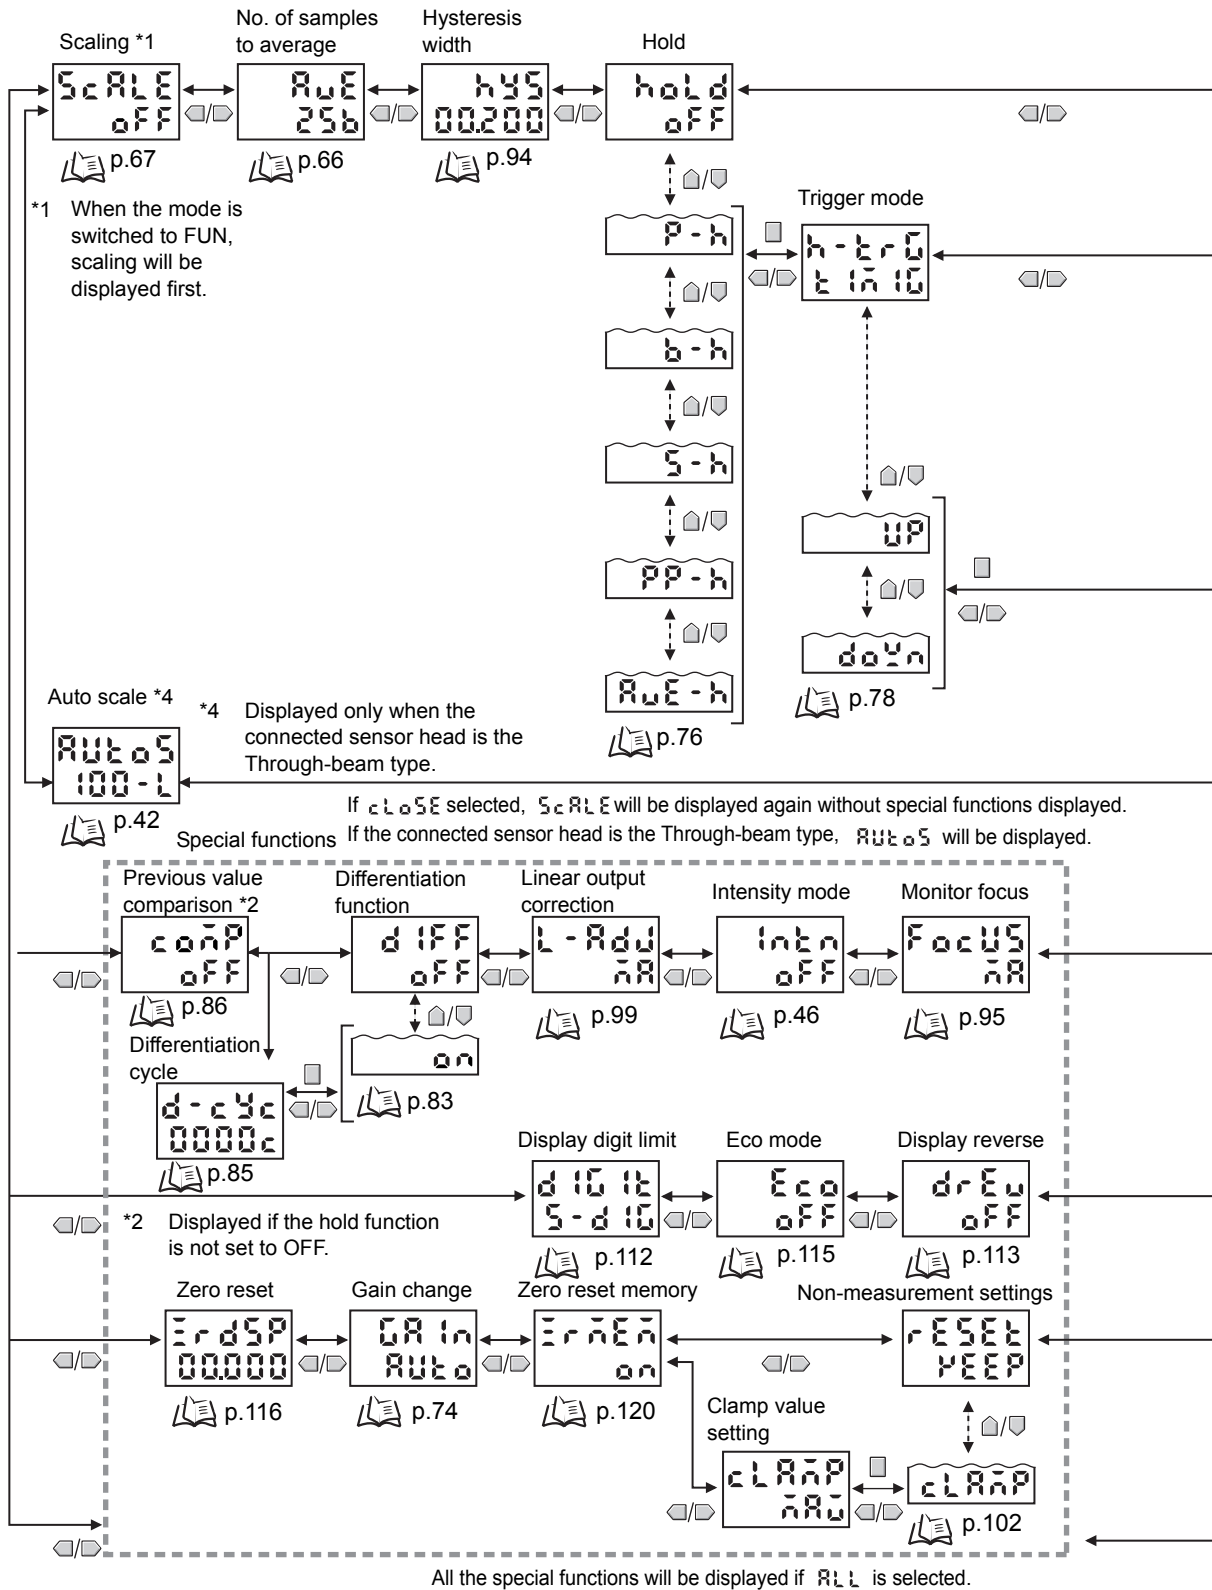 Scaling *1
No. of samples
to average
Hysteresis
width
Hold
ScALE
oFF
AvE
256
hYS
00.200
hoLd
oFF
p.67
p.66
p.94
*1 When the mode is
switched to FUN,
scaling will be
displayed first.
P-h
b-h
S-h
PP-h
AvE-h
p.76
Trigger mode
h-trG
tImIG
UP
doWn
p.78
Auto scale *4
AUtoS
100-L
p.42
*4 Displayed only when the
connected sensor head is the
Through-beam type.
If cLoSE selected, ScALE will be displayed again without special functions displayed.
If the connected sensor head is the Through-beam type, AUtoS will be displayed.
Special functions
Previous value
comparison *2
comP
oFF
p.86
Differentiation
function
dIFF
oFF
on
p.83
Linear output
correction
L-AdJ
mA
p.99
Intensity mode
Intn
oFF
p.46
Monitor focus
FocUS
mA
p.95
Differentiation
cycle
d-cYc
0000c
p.85
Display digit limit
dIGIt
5-dIG
p.112
Eco mode
Eco
oFF
p.115
Display reverse
drEv
oFF
p.113
*2 Displayed if the hold function
is not set to OFF.
Zero reset
ZrdSP
00.000
p.116
Gain change
GAIn
AUto
p.74
Zero reset memory
ZrmEm
on
p.120
Non-measurement settings
rESEt
KEEP
cLAmP
p.102
Clamp value
setting
cLAmP
mAX
All the special functions will be displayed if ALL is selected.